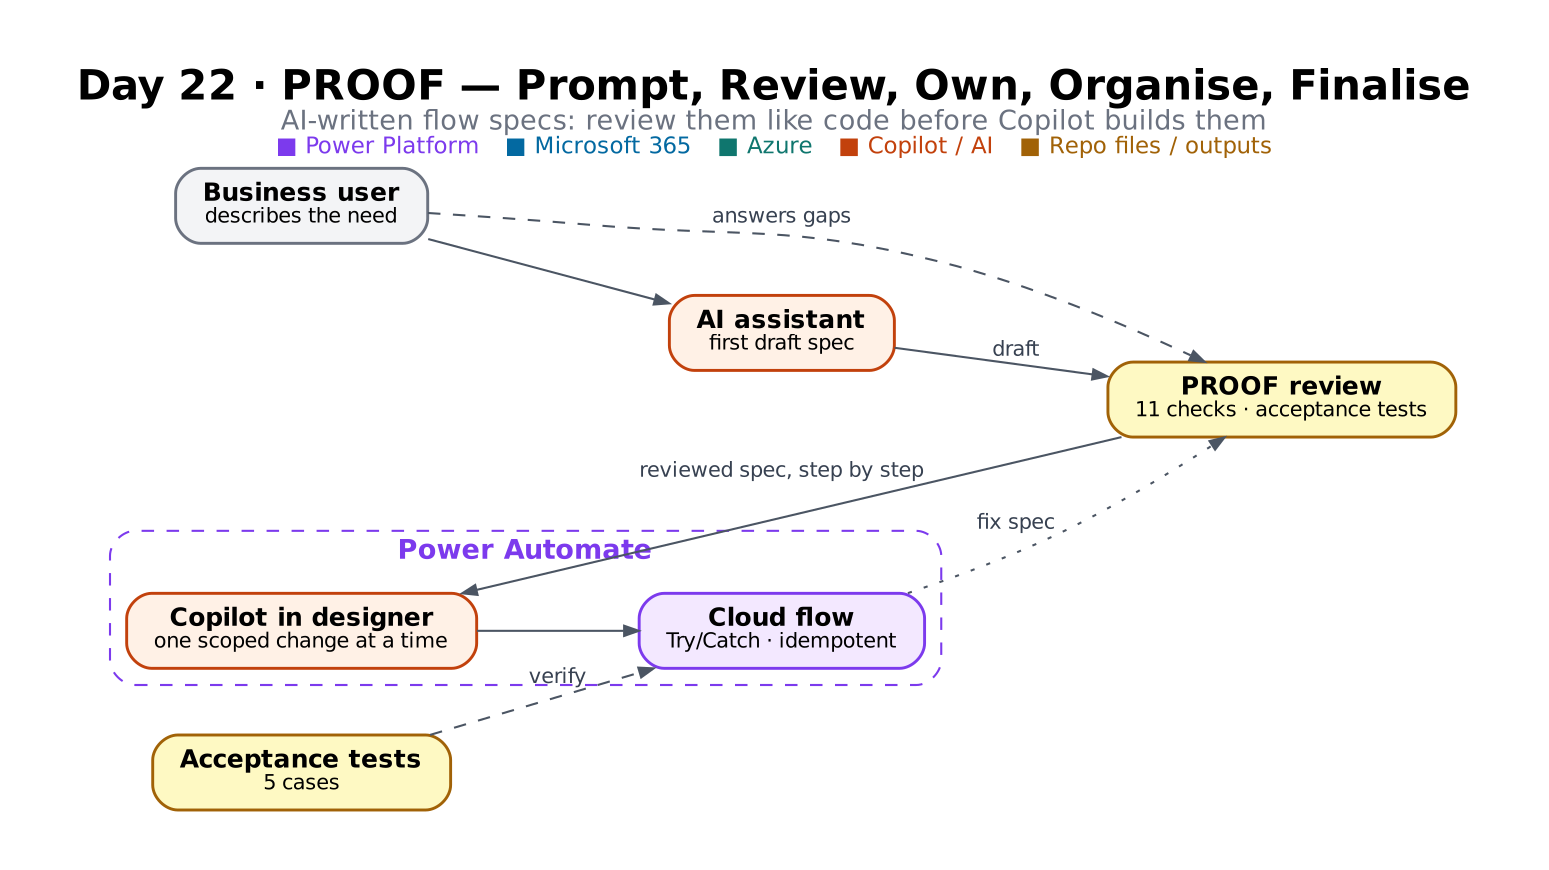 Day 22 · PROOF — Prompt, Review, Own, Organise, Finalise
AI-written flow specs: review them like code before Copilot builds them
■ Power Platform ■ Microsoft 365 ■ Azure ■ Copilot / AI ■ Repo files / outputs
Business user
describes the need
answers gaps
AI assistant
first draft spec
draft
PROOF review
11 checks · acceptance tests
reviewed spec, step by step
fix spec
Power Automate
Copilot in designer
one scoped change at a time
Cloud flow
Try/Catch · idempotent
verify
Acceptance tests
5 cases